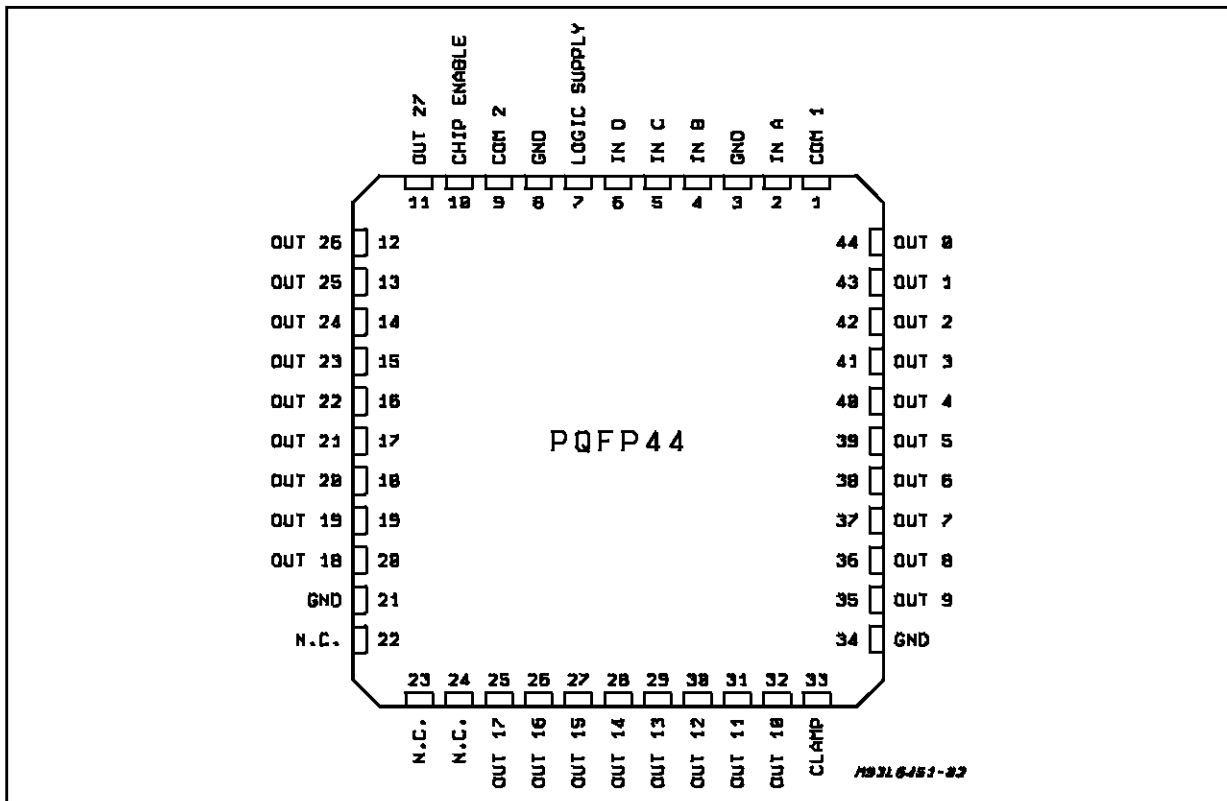 OUT 27
CHIP ENABLE
COM 2
GND
LOGIC SUPPLY
IN D
IN C
IN B
GND
IN A
COM 1
11 10 9 8 7 6 5 4 3 2 1
OUT 26 12
OUT 25 13
OUT 24 14
OUT 23 15
OUT 22 16
OUT 21 17
OUT 20 18
OUT 19 19
OUT 18 20
GND 21
N.C. 22
PQFP44
44 OUT 0
43 OUT 1
42 OUT 2
41 OUT 3
40 OUT 4
39 OUT 5
38 OUT 6
37 OUT 7
36 OUT 8
35 OUT 9
34 GND
23 24 25 26 27 28 29 30 31 32 33
N.C.
N.C.
OUT 17
OUT 16
OUT 15
OUT 14
OUT 13
OUT 12
OUT 11
OUT 10
CLAMP